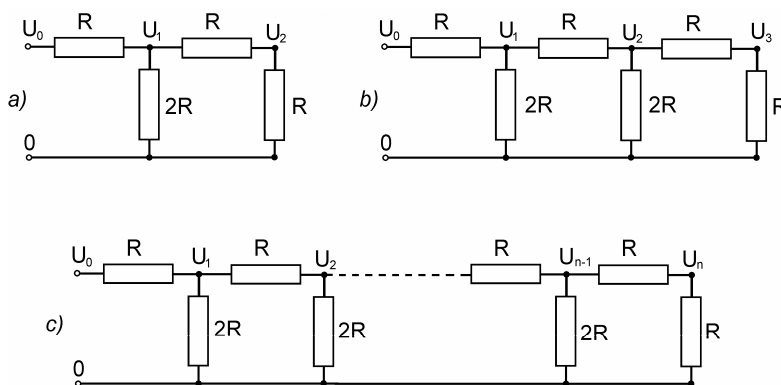 R R R R R
U₀ U₁ U₂ U₀ U₁ U₂ U₃
a) 2R R b) 2R 2R R
0 0
R R R R
U₀ U₁ U₂ Uₙ₋₁ Uₙ
c) 2R 2R 2R R
0